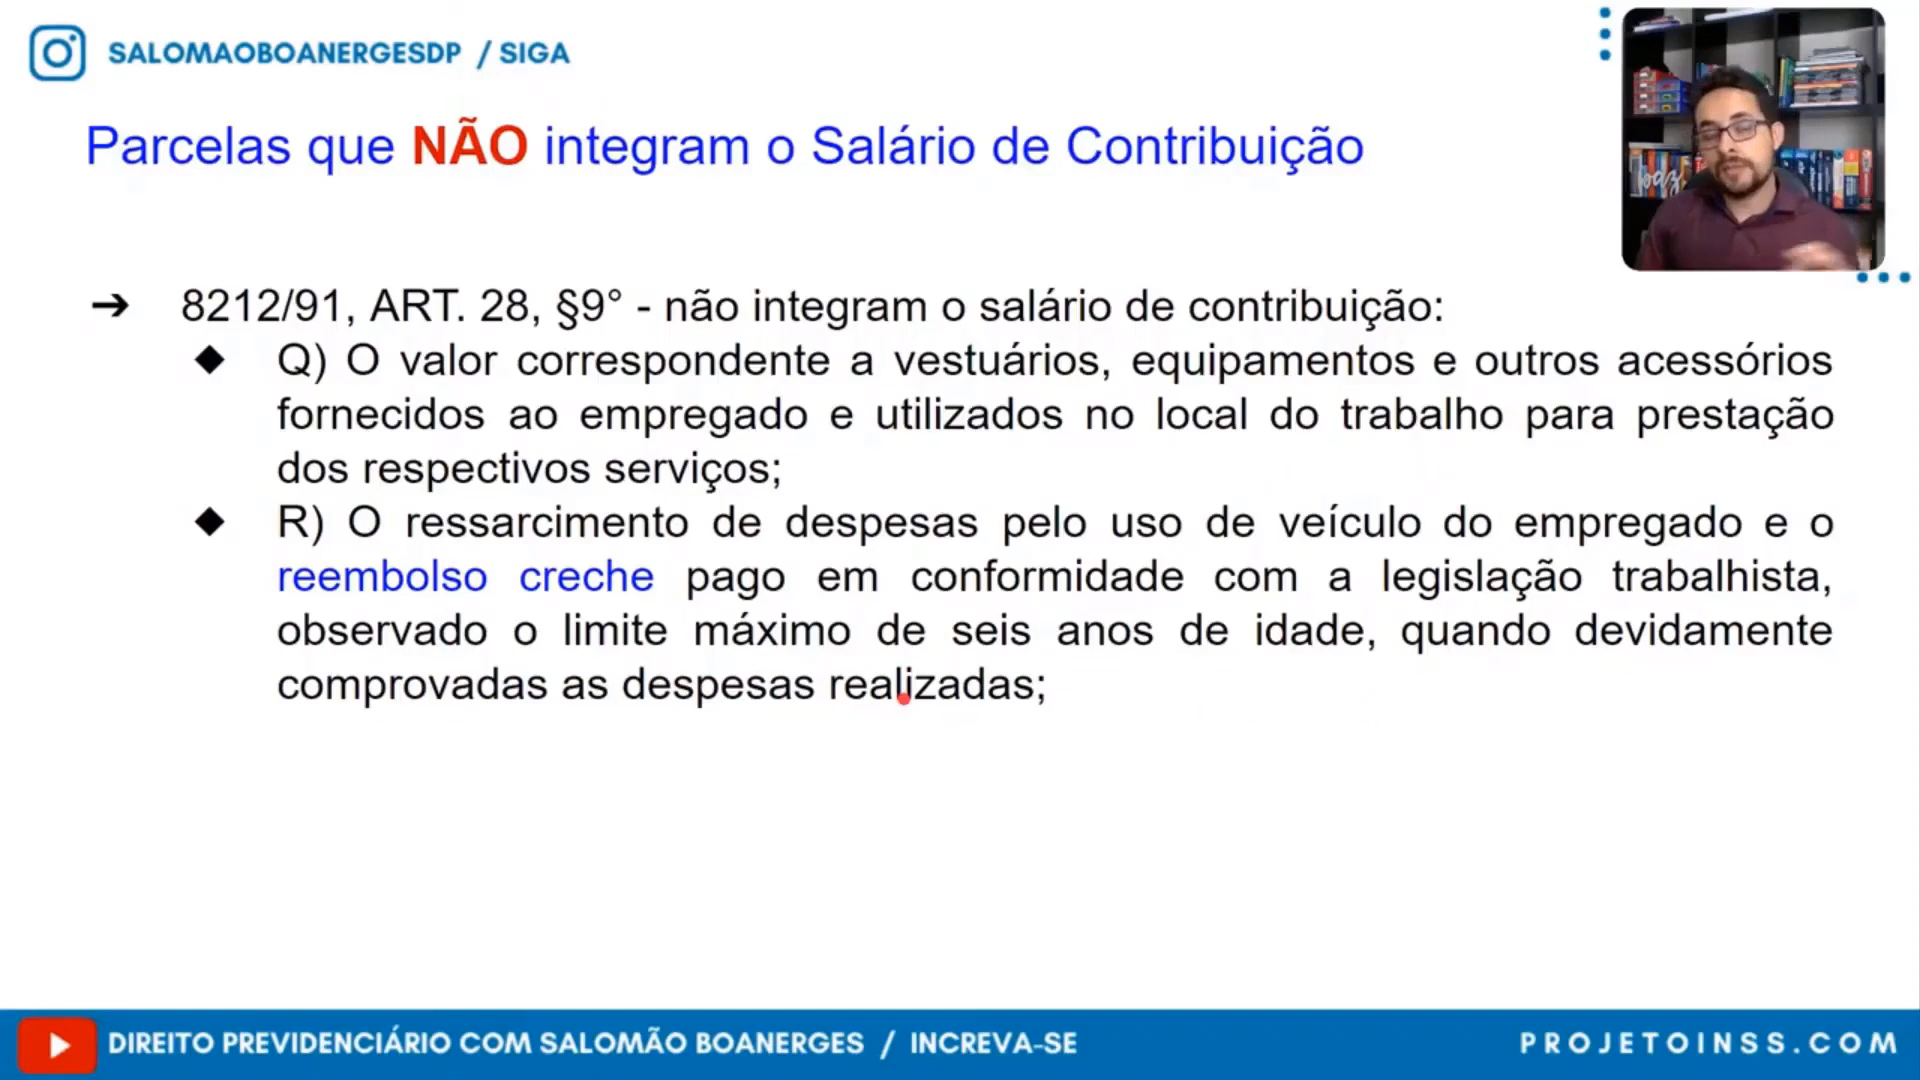 SALOMAOBOANERGESDP / SIGA
Parcelas que NÃO integram o Salário de Contribuição
➔ 8212/91, ART. 28, §9° - não integram o salário de contribuição:
◆ Q) O valor correspondente a vestuários, equipamentos e outros acessórios
fornecidos ao empregado e utilizados no local do trabalho para prestação
dos respectivos serviços;
◆ R) O ressarcimento de despesas pelo uso de veículo do empregado e o
reembolso creche pago em conformidade com a legislação trabalhista,
observado o limite máximo de seis anos de idade, quando devidamente
comprovadas as despesas realizadas;
DIREITO PREVIDENCIÁRIO COM SALOMÃO BOANERGES / INCREVA-SE
PROJETOINSS.COM